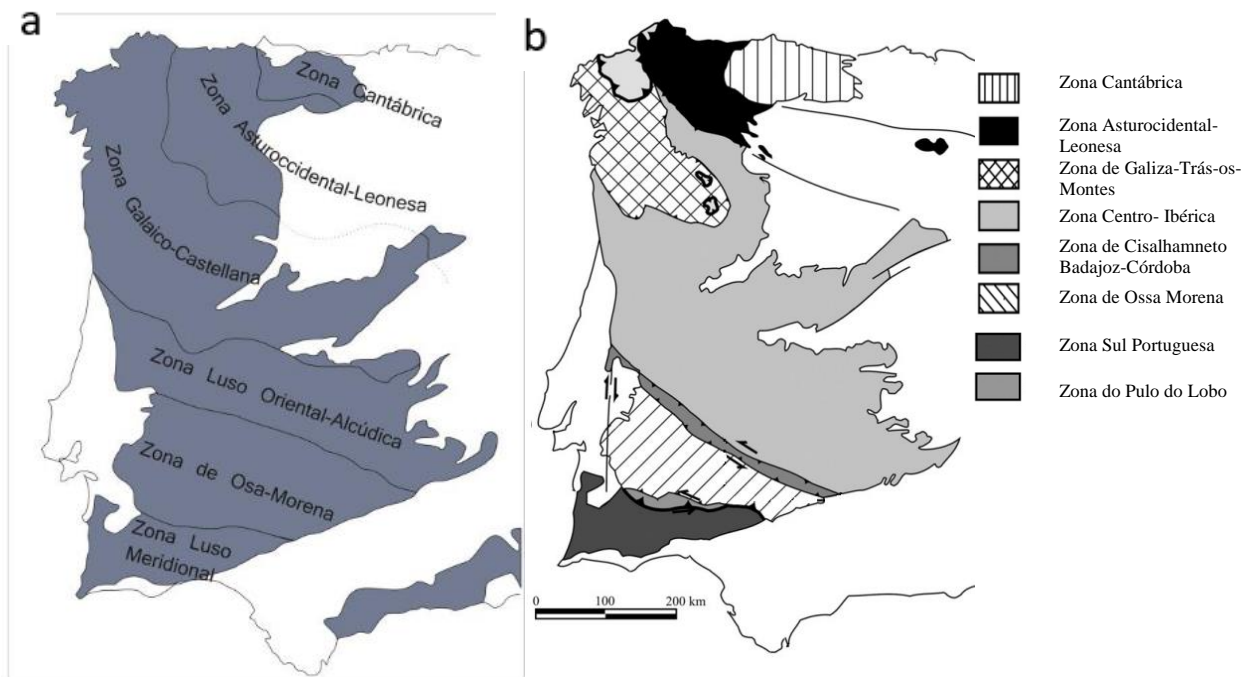 a
Zona
Cantábrica
Zona
Asturoccidental-Leonesa
Zona
Galaico-Castellana
Zona Luso Oriental-Alcúdica
Zona de Osa-Morena
Zona Luso
Meridional
b
0 100 200 km
Zona Cantábrica
Zona Asturocidental-
Leonesa
Zona de Galiza-Trás-os-
Montes
Zona Centro- Ibérica
Zona de Cisalhamneto
Badajoz-Córdoba
Zona de Ossa Morena
Zona Sul Portuguesa
Zona do Pulo do Lobo